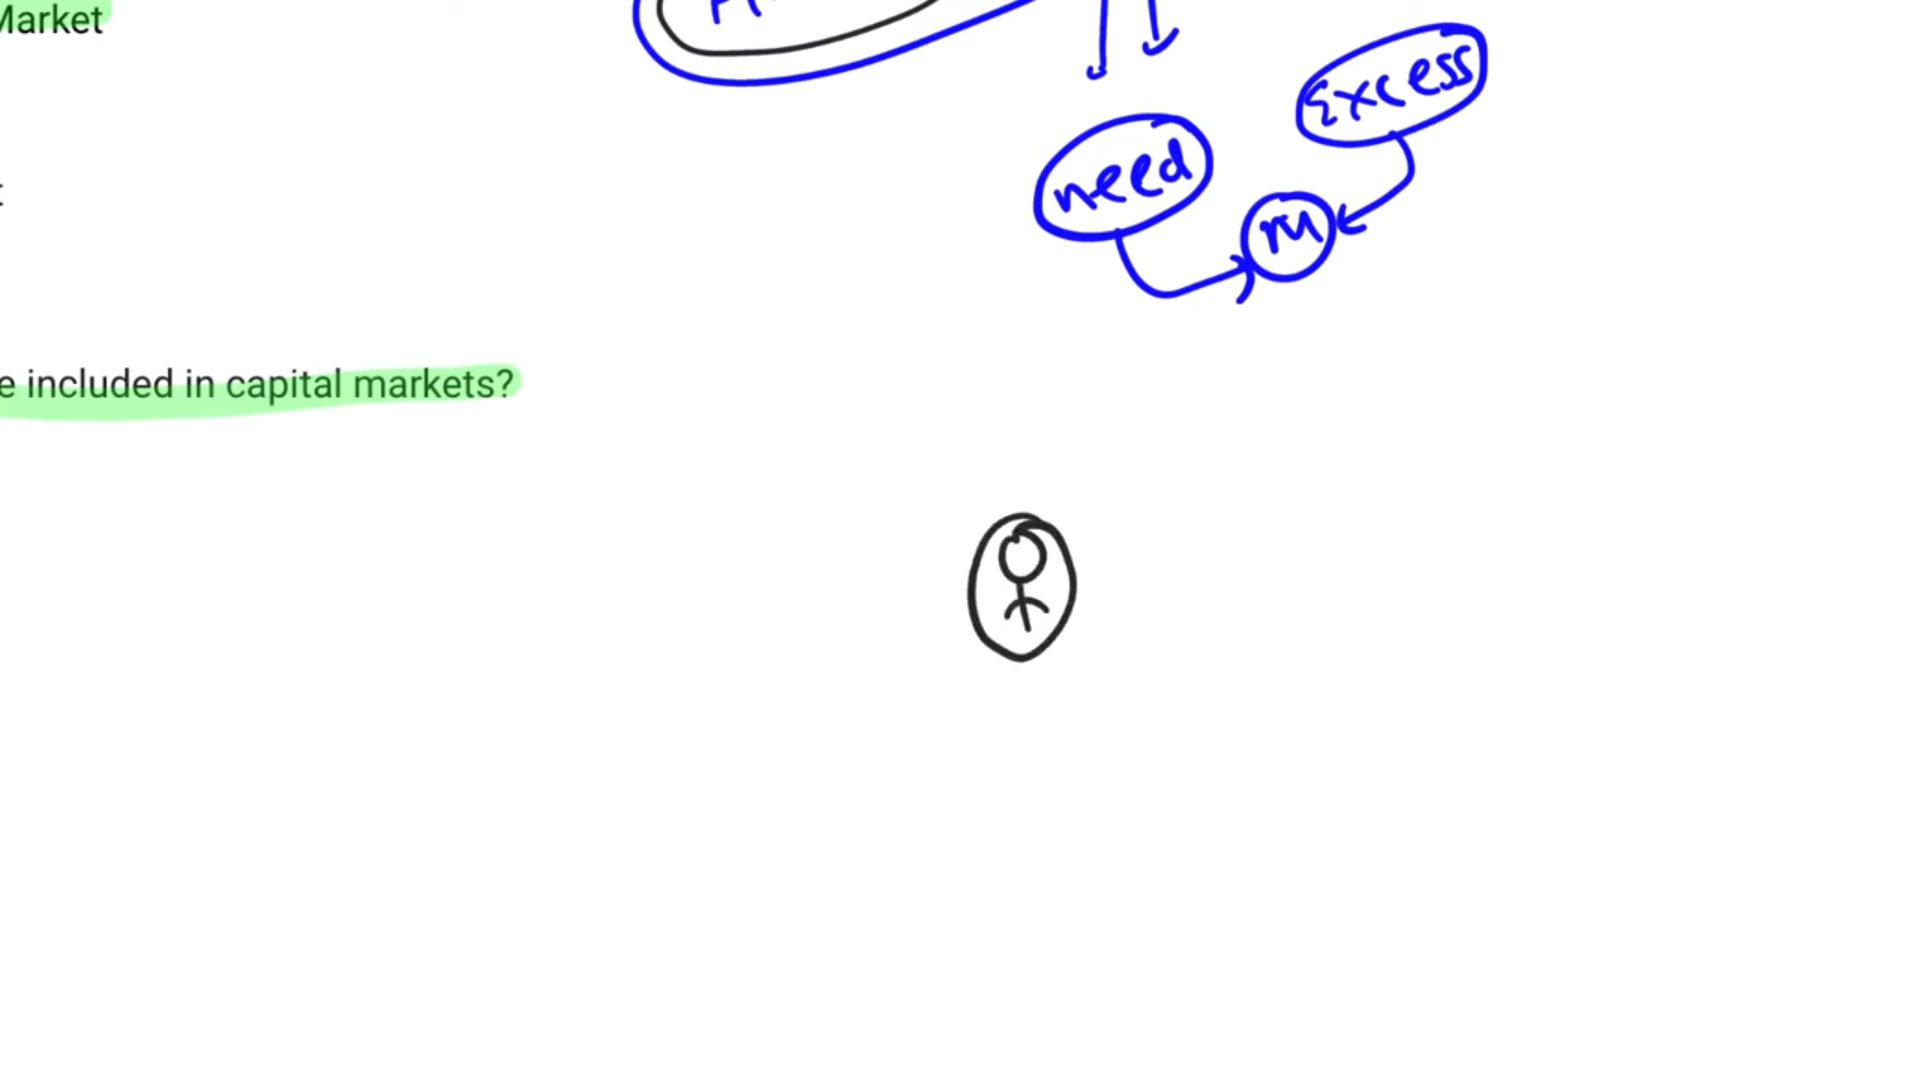 Market
Excess
need
M
e included in capital markets?